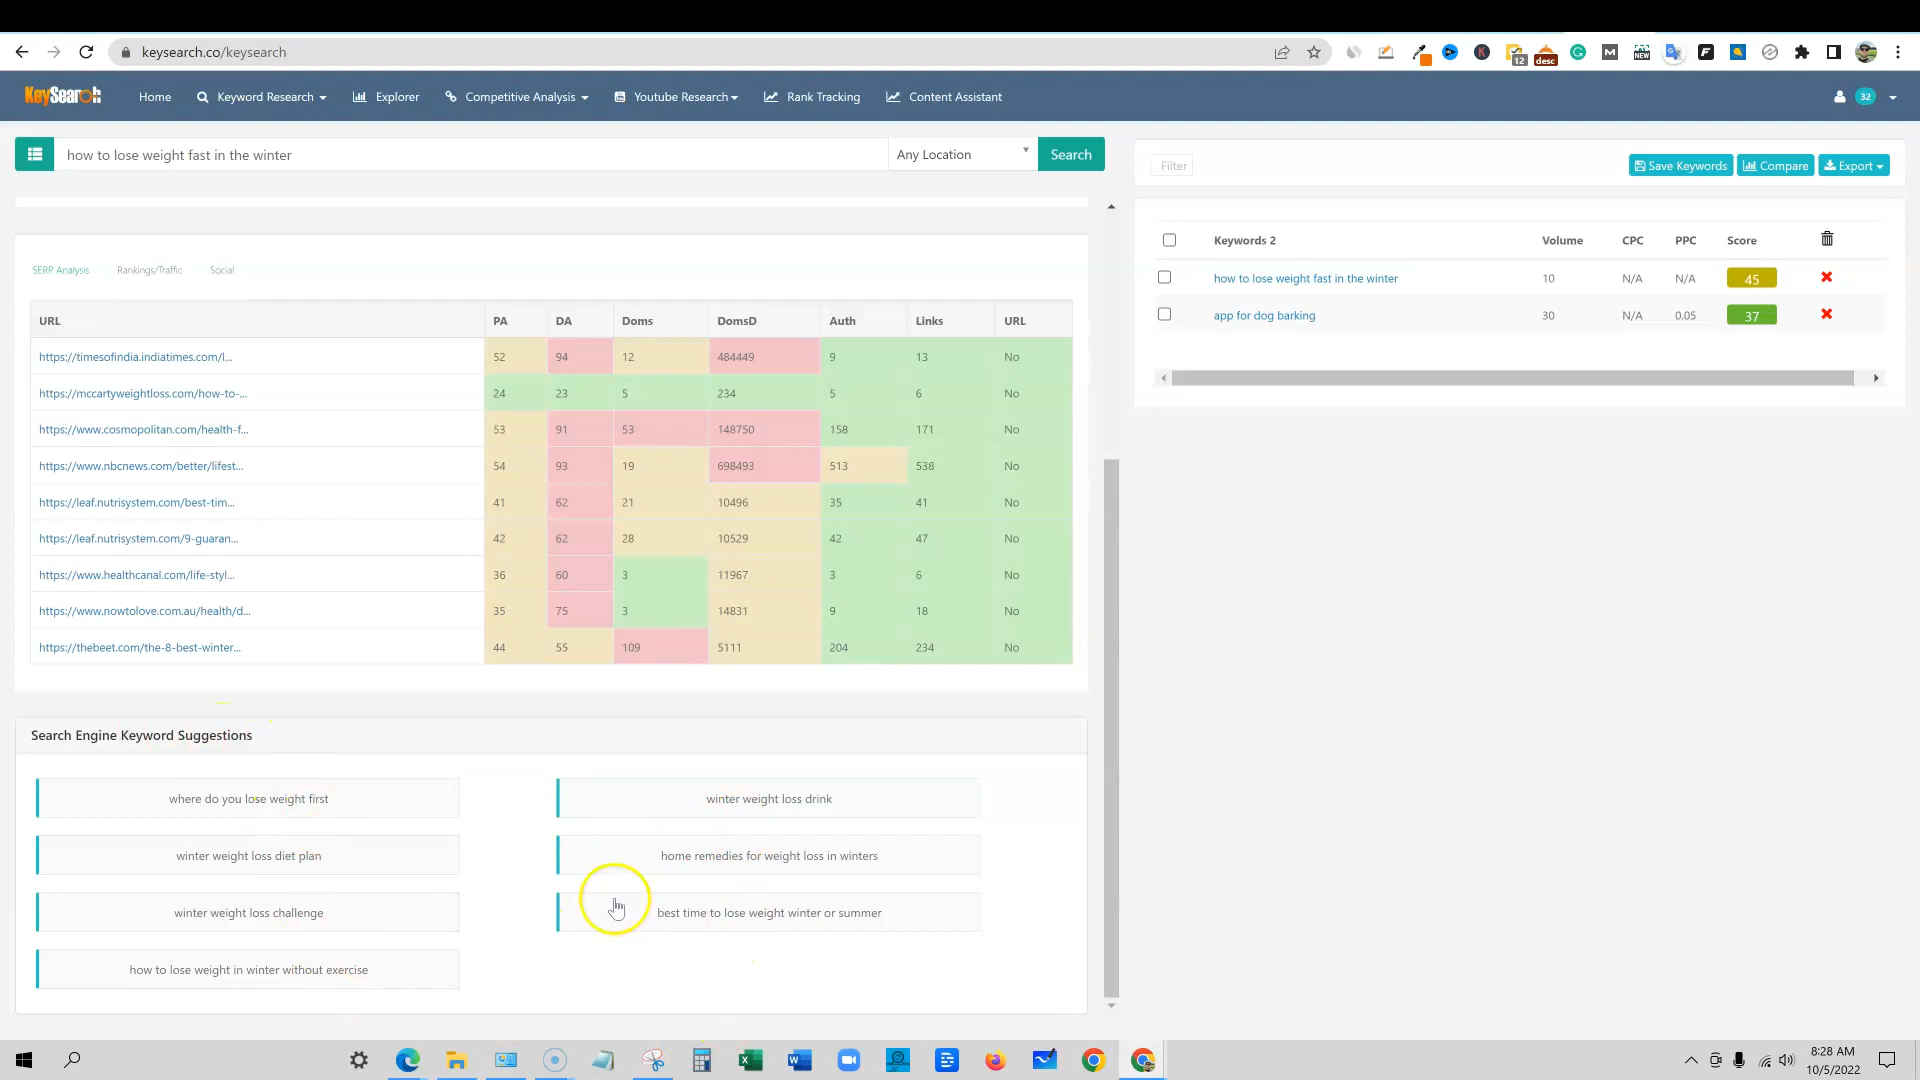 keysearch.co/keysearch
12
desc
NEW
KeySearch
Home
Keyword Research
Explorer
Competitive Analysis
Youtube Research
Rank Tracking
Content Assistant
32
how to lose weight fast in the winter
Any Location
Search
Filter
Save Keywords
Compare
Export
Keywords 2 Volume CPC PPC Score
how to lose weight fast in the winter 10 N/A N/A 45
app for dog barking 30 N/A 0.05 37
SERP Analysis Rankings/Traffic Social
URL PA DA Doms DomsD Auth Links URL
https://timesofindia.indiatimes.com/l... 52 94 12 484449 9 13 No
https://mccartyweightloss.com/how-to-... 24 23 5 234 5 6 No
https://www.cosmopolitan.com/health-f... 53 91 53 148750 158 171 No
https://www.nbcnews.com/better/lifest... 54 93 19 698493 513 538 No
https://leaf.nutrisystem.com/best-tim... 41 62 21 10496 35 41 No
https://leaf.nutrisystem.com/9-guaran... 42 62 28 10529 42 47 No
https://www.healthcanal.com/life-styl... 36 60 3 11967 3 6 No
https://www.nowtolove.com.au/health/d... 35 75 3 14831 9 18 No
https://thebeet.com/the-8-best-winter... 44 55 109 5111 204 234 No
Search Engine Keyword Suggestions
where do you lose weight first
winter weight loss drink
winter weight loss diet plan
home remedies for weight loss in winters
winter weight loss challenge
best time to lose weight winter or summer
how to lose weight in winter without exercise
8:28 AM
10/5/2022